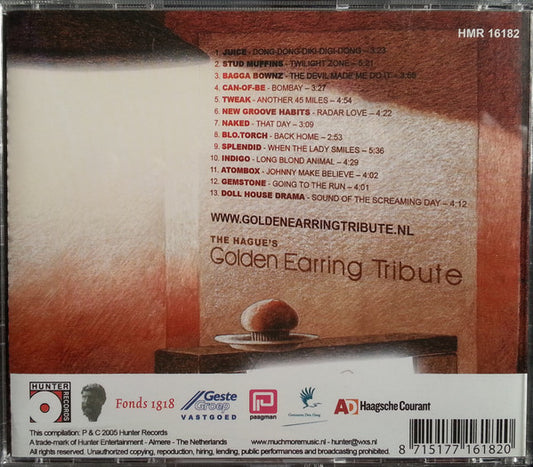 HMR 16182
1. JUICE - DONG-DONG-DIKI-DIGI-DONG - 3:23
2. STUD MUFFINS - TWILIGHT ZONE - 5:21
3. BAGGA BOWNZ - THE DEVIL MADE ME DO IT - 3:58
4. CAN-OF-BE - BOMBAY - 3:27
5. TWEAK - ANOTHER 45 MILES - 4:54
6. NEW GROOVE HABITS - RADAR LOVE - 4:22
7. NAKED - THAT DAY - 3:09
8. BLO.TORCH - BACK HOME - 2:53
9. SPLENDID - WHEN THE LADY SMILES - 5:36
10. INDIGO - LONG BLOND ANIMAL - 4:29
11. ATOMBOX - JOHNNY MAKE BELIEVE - 4:02
12. GEMSTONE - GOING TO THE RUN - 4:01
13. DOLL HOUSE DRAMA - SOUND OF THE SCREAMING DAY - 4:12
WWW.GOLDENEARRINGTRIBUTE.NL
THE HAGUE'S
Golden Earring Tribute
HUNTER RECORDS
Fonds 1818
Geste Groep VASTGOED
paagman
Gemeente Den Haag
AD Haagsche Courant
This compilation: P & C 2005 Hunter Records
A trade-mark of Hunter Entertainment - Almere - The Netherlands
www.muchmoremusic.nl - hunter@wxs.nl
All rights reserved. Unauthorized copying, reproduction, hiring, lending, public performances and broadcasting prohibited.
8 715177 161820